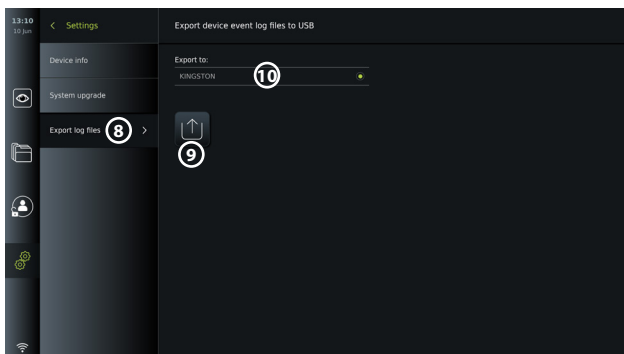 13:10
10 Jun
Settings
Export device event log files to USB
Device info
System upgrade
Export log files
8
Export to:
KINGSTON
10
9